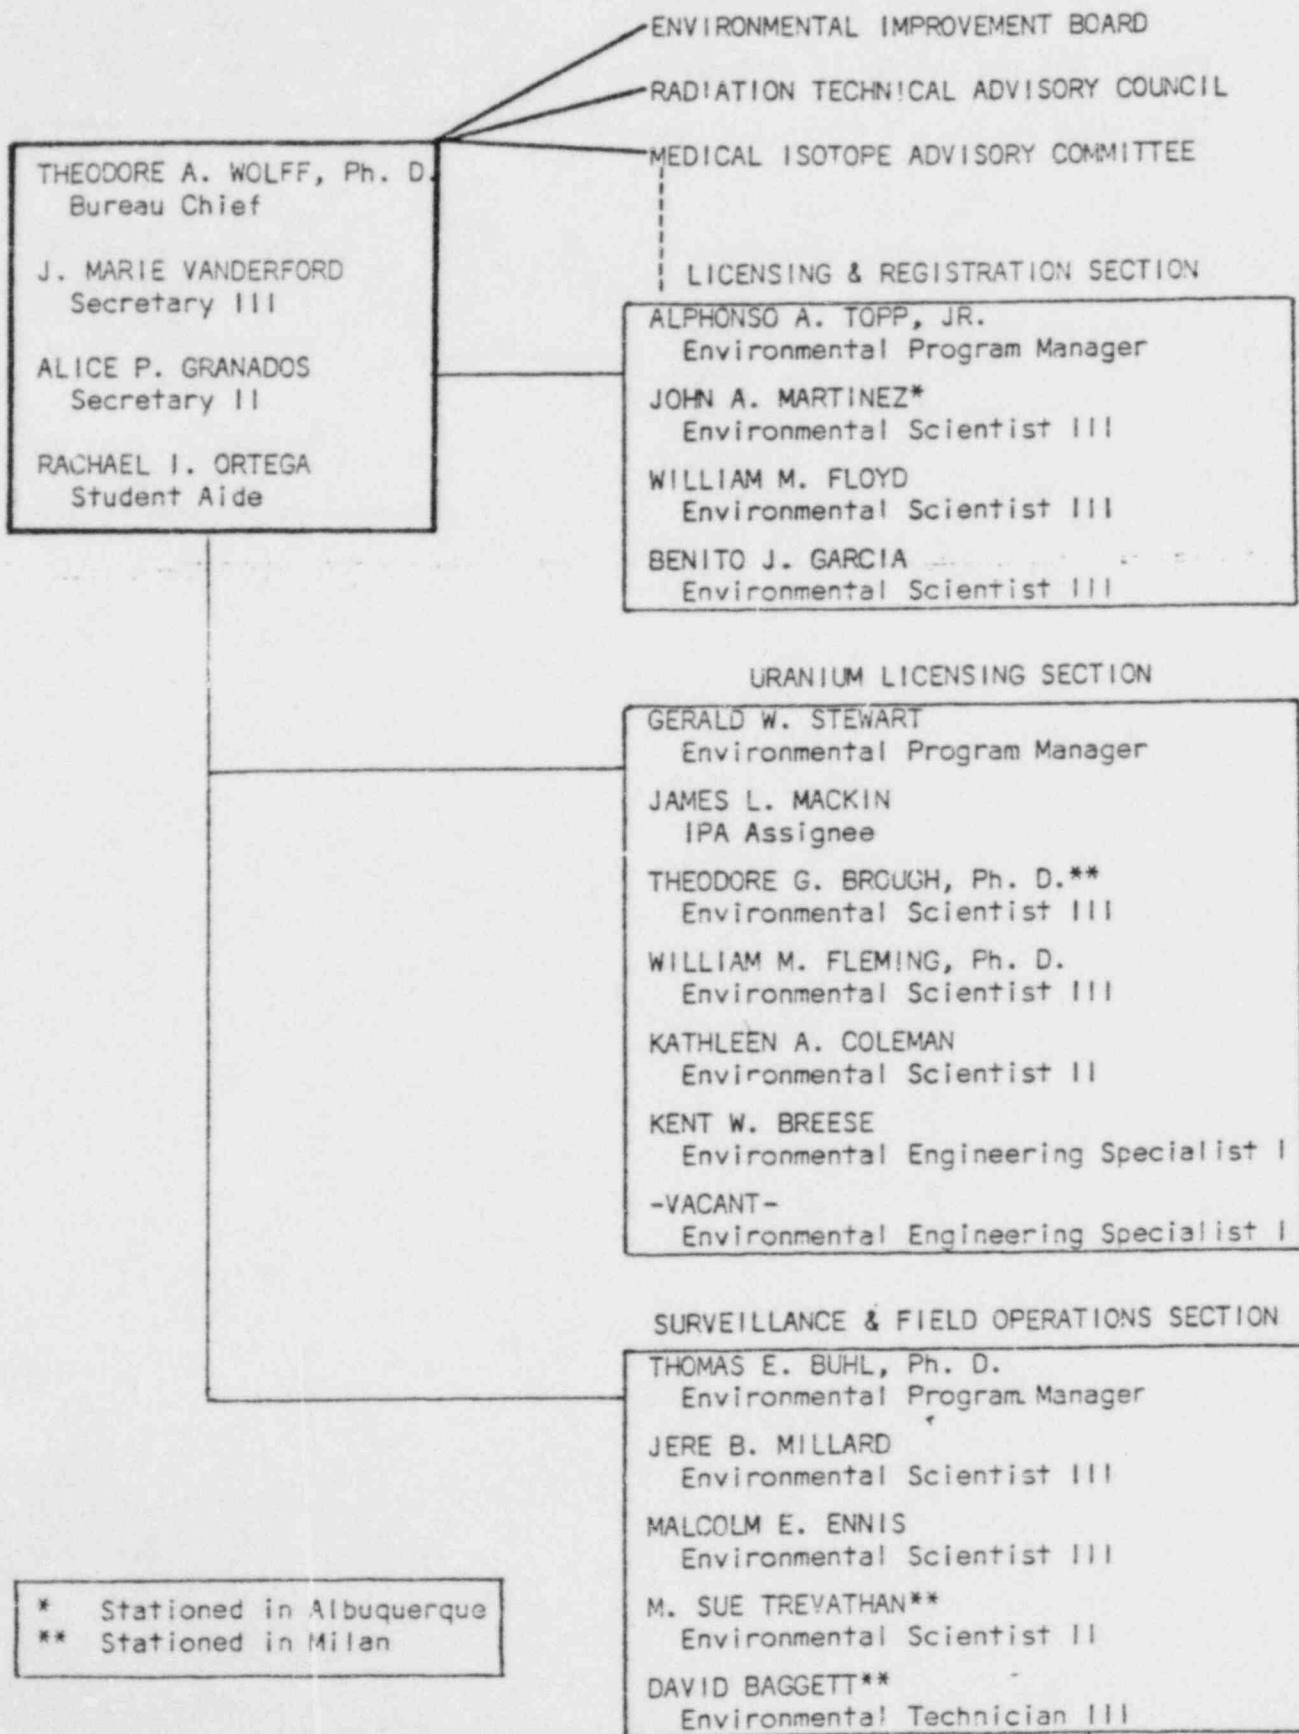 ENVIRONMENTAL IMPROVEMENT BOARD
RADIATION TECHNICAL ADVISORY COUNCIL
MEDICAL ISOTOPE ADVISORY COMMITTEE
THEODORE A. WOLFF, Ph. D.
Bureau Chief
J. MARIE VANDERFORD
Secretary III
ALICE P. GRANADOS
Secretary II
RACHAEL I. ORTEGA
Student Aide
LICENSING & REGISTRATION SECTION
ALPHONSO A. TOPP, JR.
Environmental Program Manager
JOHN A. MARTINEZ*
Environmental Scientist III
WILLIAM M. FLOYD
Environmental Scientist III
BENITO J. GARCIA
Environmental Scientist III
URANIUM LICENSING SECTION
GERALD W. STEWART
Environmental Program Manager
JAMES L. MACKIN
IPA Assignee
THEODORE G. BROUGH, Ph. D.**
Environmental Scientist III
WILLIAM M. FLEMING, Ph. D.
Environmental Scientist III
KATHLEEN A. COLEMAN
Environmental Scientist II
KENT W. BREESE
Environmental Engineering Specialist I
-VACANT-
Environmental Engineering Specialist I
SURVEILLANCE & FIELD OPERATIONS SECTION
THOMAS E. BUHL, Ph. D.
Environmental Program Manager
JERE B. MILLARD
Environmental Scientist III
MALCOLM E. ENNIS
Environmental Scientist III
M. SUE TREVATHAN**
Environmental Scientist II
DAVID BAGGETT**
Environmental Technician III
* Stationed in Albuquerque
** Stationed in Milan